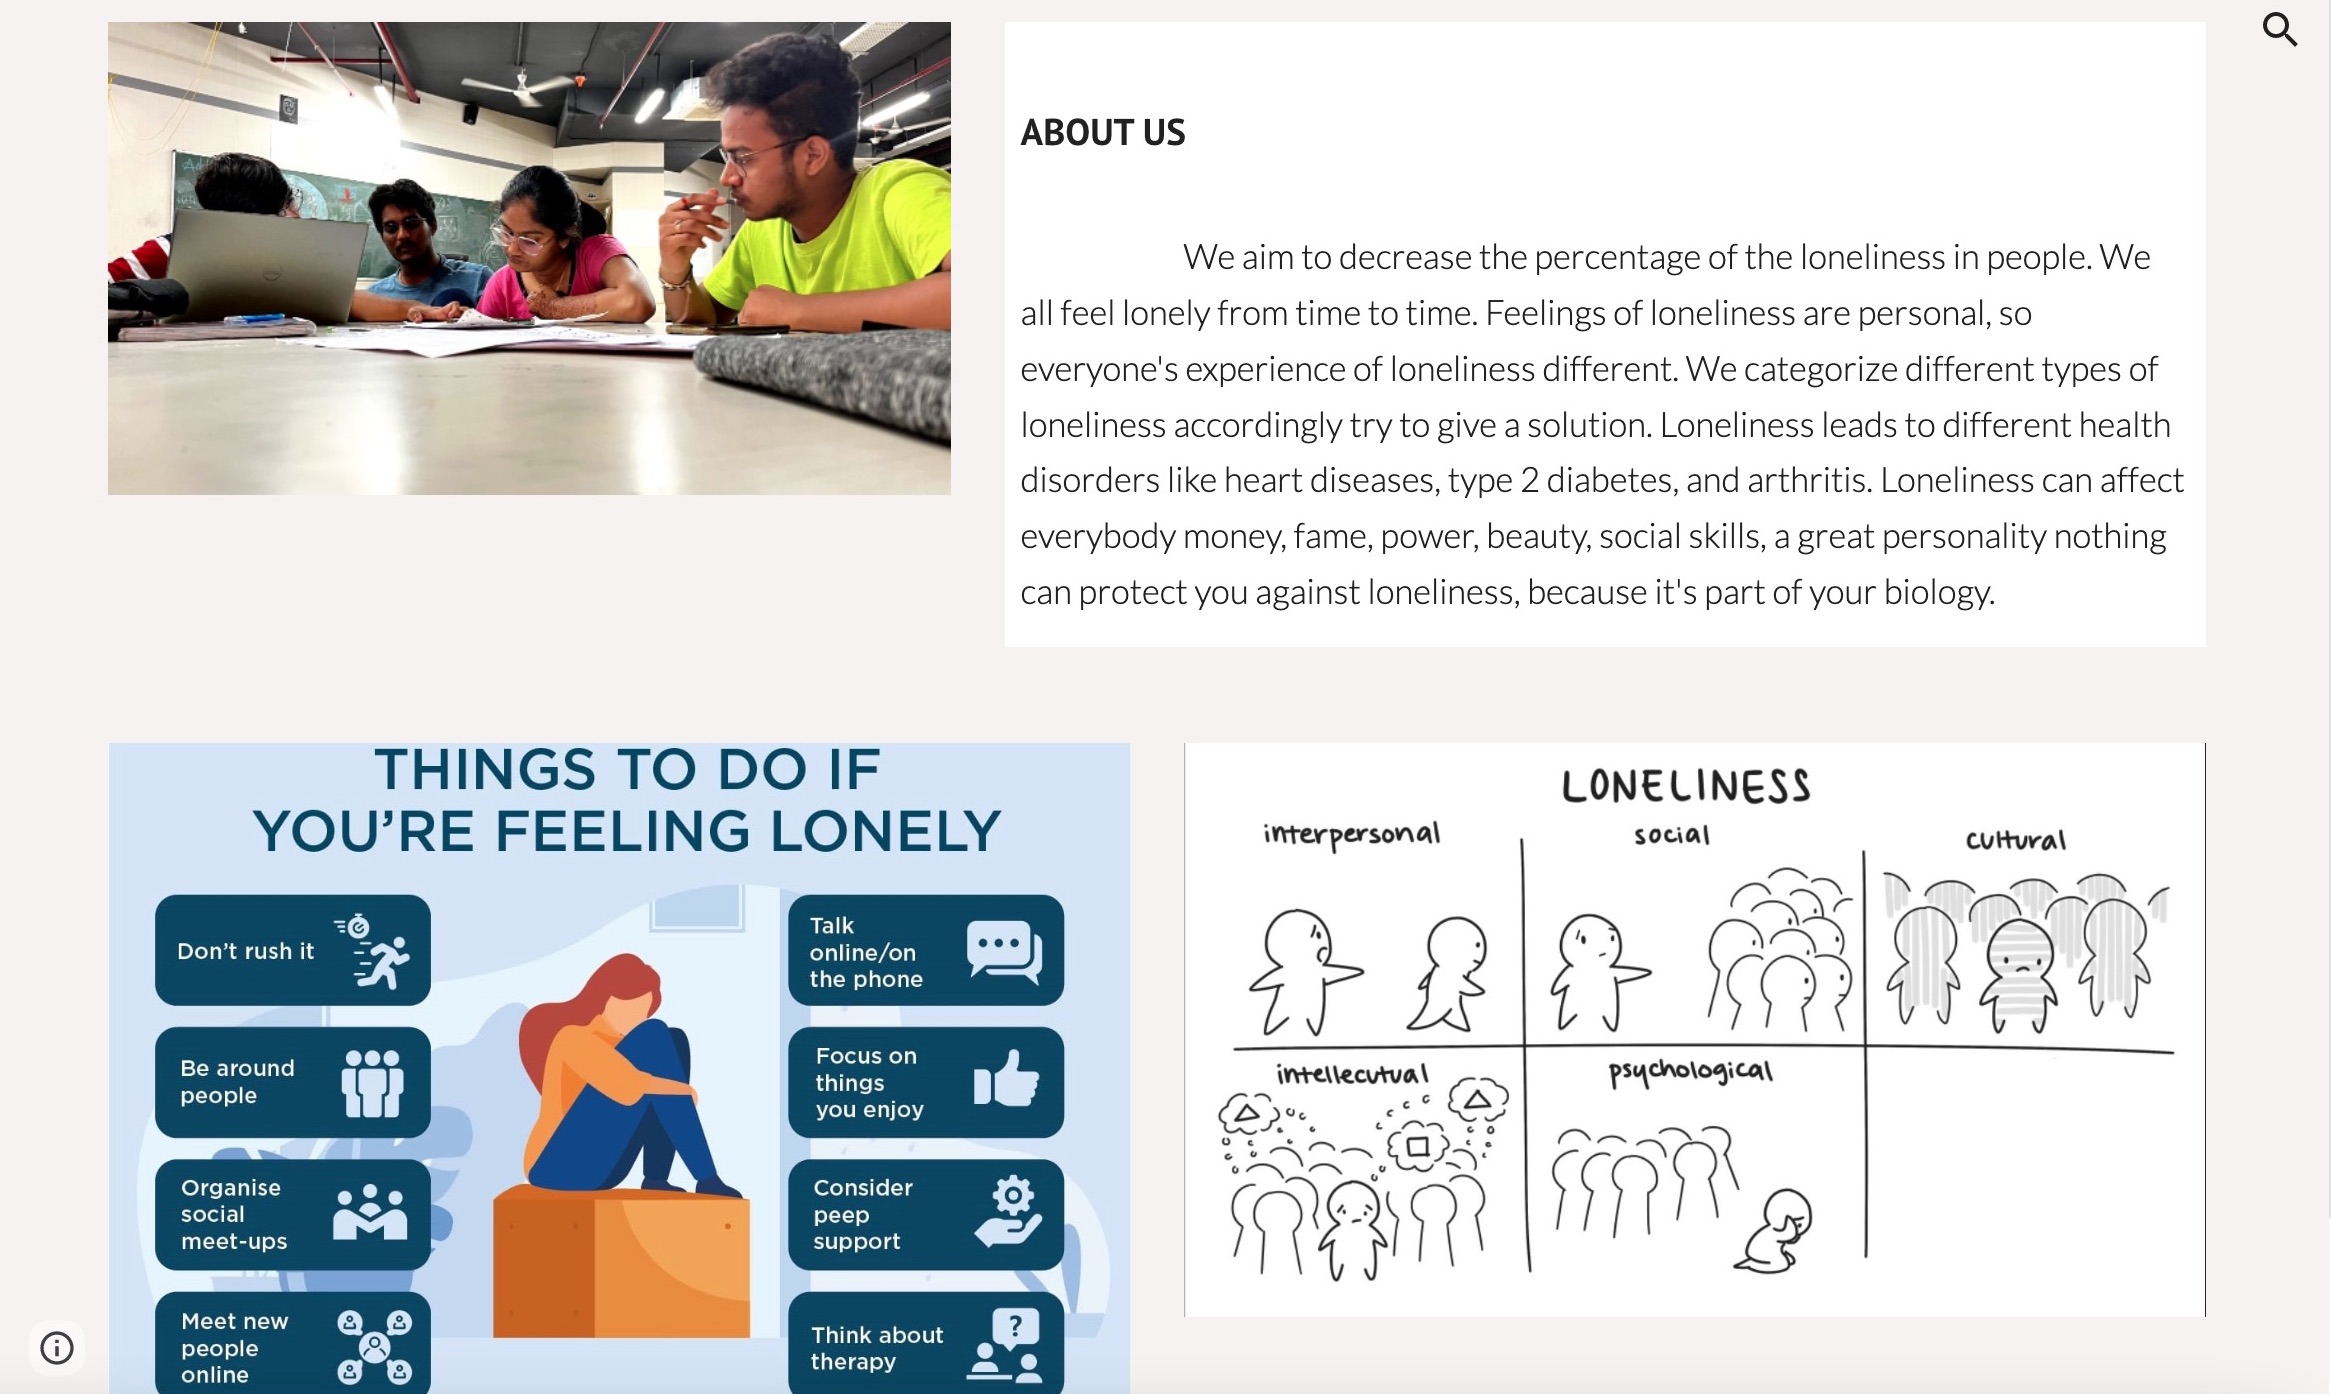 ABOUT US
We aim to decrease the percentage of the loneliness in people. We
all feel lonely from time to time. Feelings of loneliness are personal, so
everyone's experience of loneliness different. We categorize different types of
loneliness accordingly try to give a solution. Loneliness leads to different health
disorders like heart diseases, type 2 diabetes, and arthritis. Loneliness can affect
everybody money, fame, power, beauty, social skills, a great personality nothing
can protect you against loneliness, because it's part of your biology.
THINGS TO DO IF
YOU'RE FEELING LONELY
Don't rush it
Be around
people
Organise
social
meet-ups
Meet new
people
online
Talk
online/on
the phone
Focus on
things
you enjoy
Consider
peep
support
?
Think about
therapy
LONELINESS
interpersonal
social
cultural
intellecutual
psychological